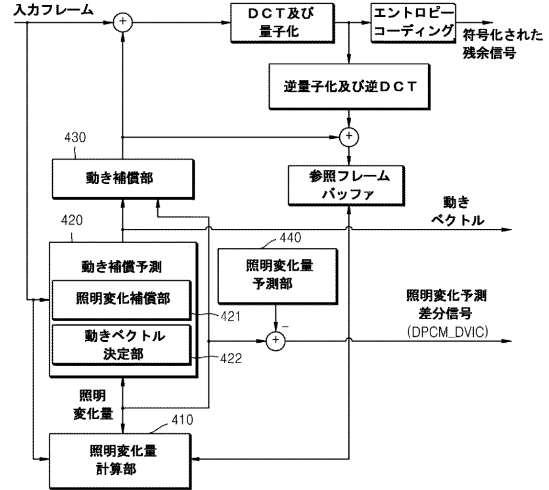 入力フレーム
+
DCT及び
量子化
エントロピー
コーディング
符号化された
残余信号
逆量子化及び逆DCT
+
430
動き補償部
参照フレーム
バッファ
動き
ベクトル
420
動き補償予測
照明変化補償部
421
動きベクトル
決定部
422
440
照明変化量
予測部
−
+
照明変化予測
差分信号
(DPCM_DVIC)
照明
変化量
410
照明変化量
計算部